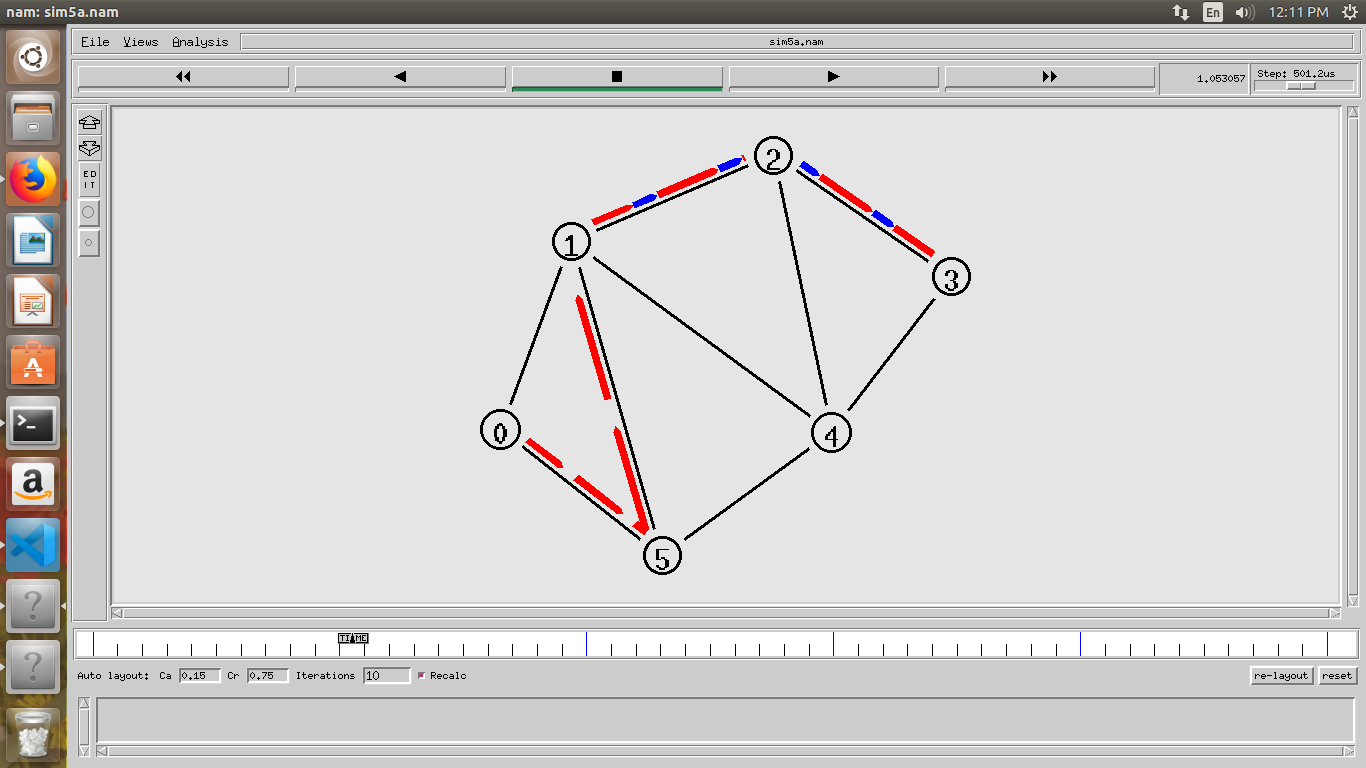 nam: sim5a.nam
En
12:11 PM
File Views Analysis
sim5a.nam
1.053057
Step: 501.2us
ED
IT
2
1
3
0
4
5
TIME
Auto layout: Ca 0.15 Cr 0.75 Iterations 10 Recalc
re-layout
reset
A
>_
a
?
?